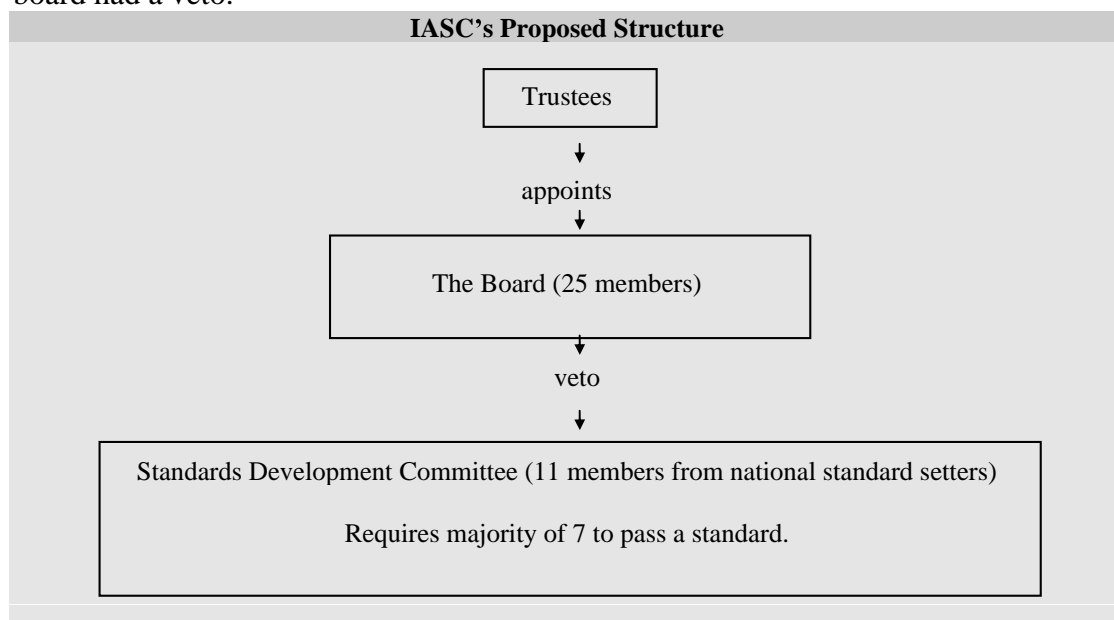 board had a veto.
IASC's Proposed Structure
Trustees
appoints
The Board (25 members)
veto
Standards Development Committee (11 members from national standard setters)
Requires majority of 7 to pass a standard.